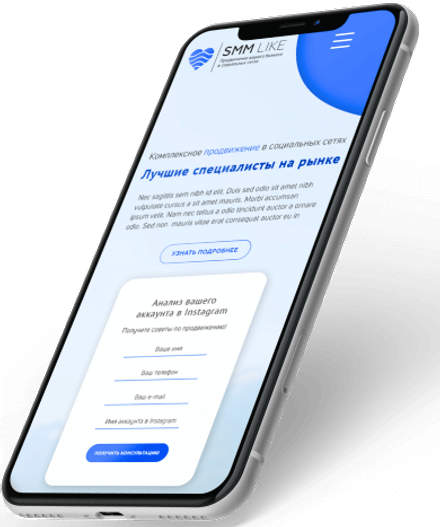 SMM LIKE
Продвижение вашего бизнеса
в социальных сетях
Комплексное продвижение в социальных сетях
Лучшие специалисты на рынке
Nec sagittis sem nibh id elit. Duis sed odio sit amet nibh
vulputate cursus a sit amet mauris. Morbi accumsan
ipsum velit. Nam nec tellus a odio tincidunt auctor a ornare
odio. Sed non mauris vitae erat consequat auctor eu in
УЗНАТЬ ПОДРОБНЕЕ
Анализ вашего
аккаунта в Instagram
Получите советы по продвижению!
Ваше имя
Ваш телефон
Ваш e-mail
Имя аккаунта в Instagram
ПОЛУЧИТЬ КОНСУЛЬТАЦИЮ